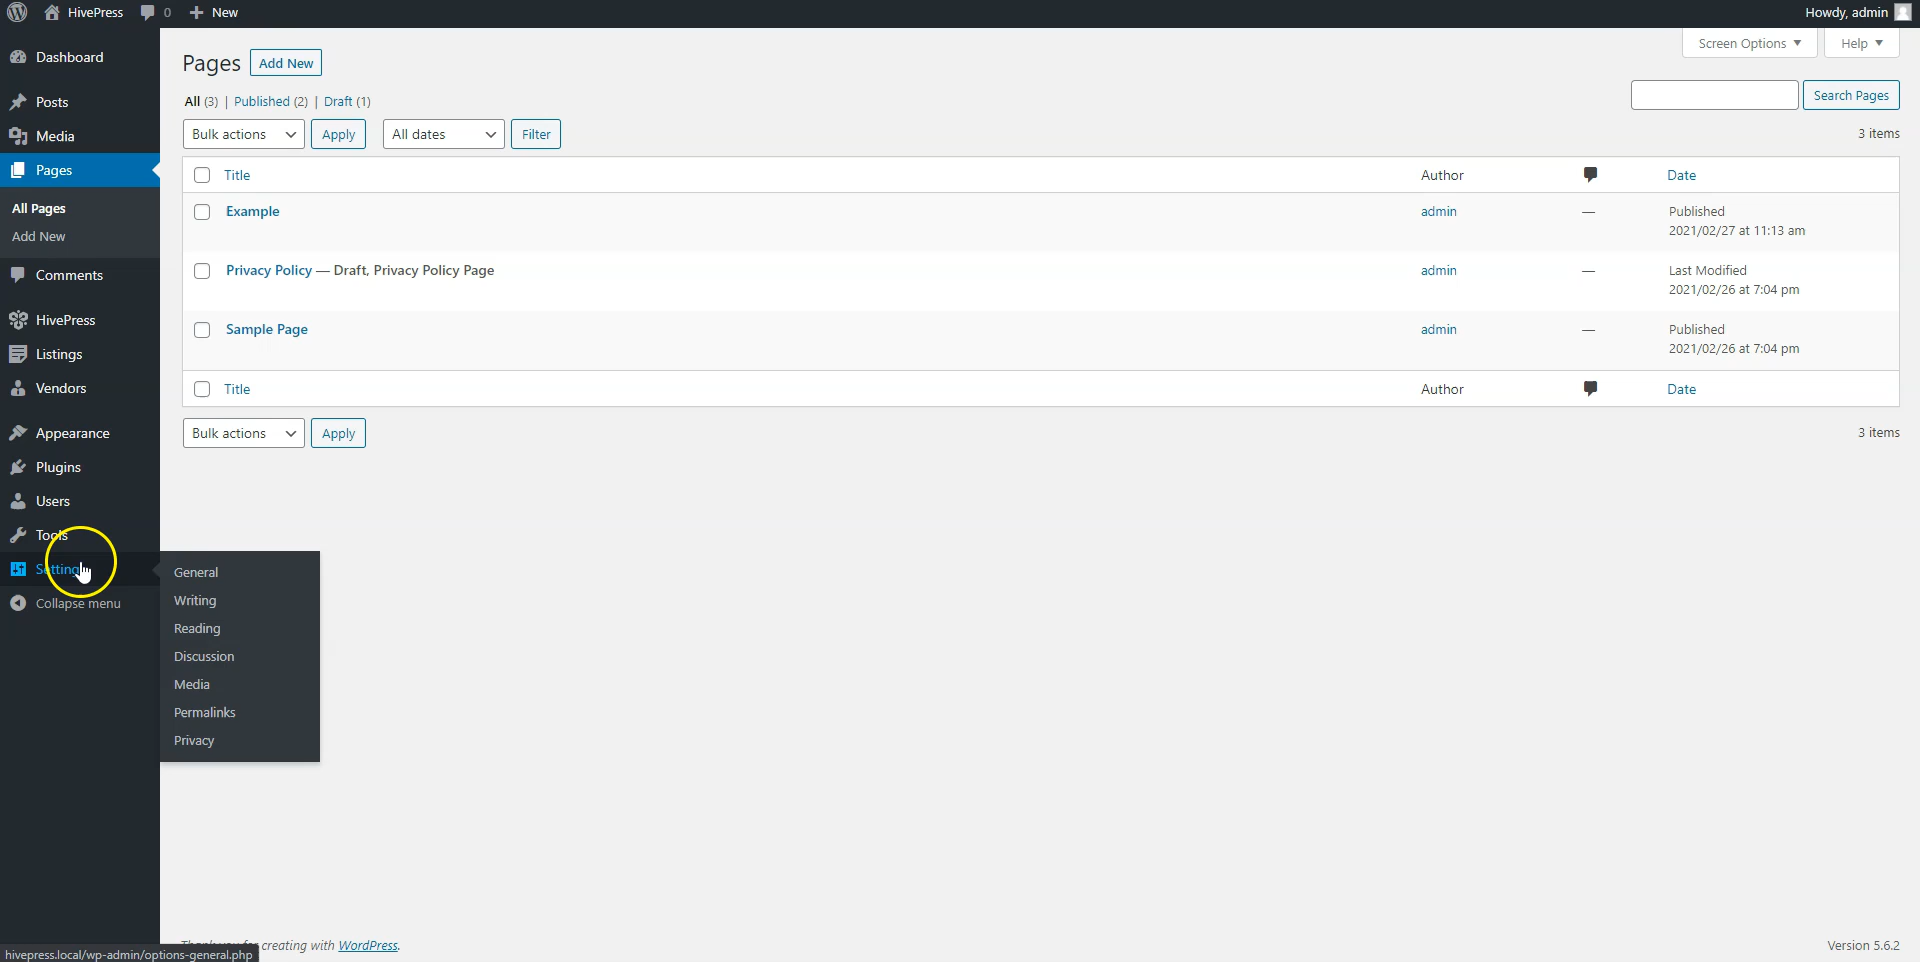 HivePress 0 New Howdy, admin
Screen Options Help
Dashboard
Posts
Media
Pages
All Pages
Add New
Comments
HivePress
Listings
Vendors
Appearance
Plugins
Users
Tools
Setting
Collapse menu
General
Writing
Reading
Discussion
Media
Permalinks
Privacy
Pages Add New
All (3) | Published (2) | Draft (1)
Search Pages
Bulk actions Apply All dates Filter 3 items
Title Author Date
Example admin — Published
2021/02/27 at 11:13 am
Privacy Policy — Draft, Privacy Policy Page admin — Last Modified
2021/02/26 at 7:04 pm
Sample Page admin — Published
2021/02/26 at 7:04 pm
Title Author Date
Bulk actions Apply 3 items
creating with WordPress. Version 5.6.2
hivepress.local/wp-admin/options-general.php